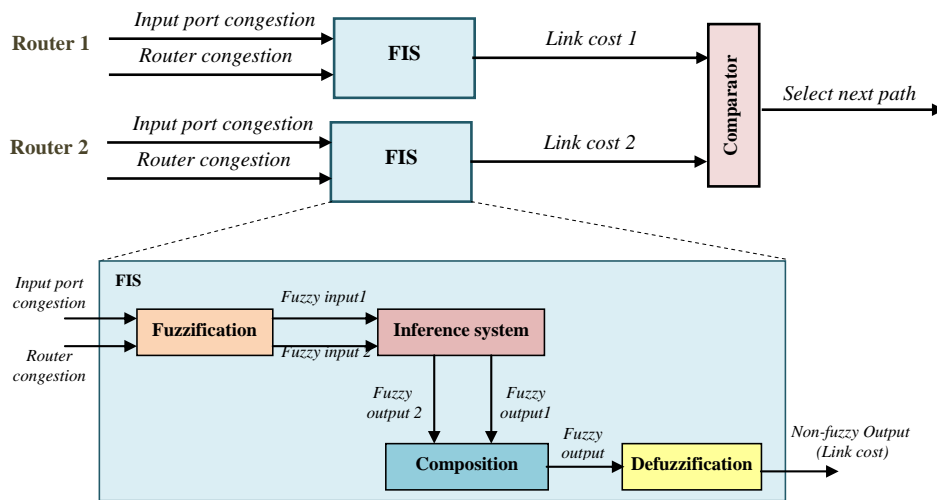 Router 1
Input port congestion
Router congestion
FIS
Link cost 1
Router 2
Input port congestion
Router congestion
FIS
Link cost 2
Comparator
Select next path
FIS
Input port
congestion
Router
congestion
Fuzzification
Fuzzy input1
Fuzzy input 2
Inference system
Fuzzy
output 2
Fuzzy
output1
Composition
Fuzzy
output
Defuzzification
Non-fuzzy Output
(Link cost)